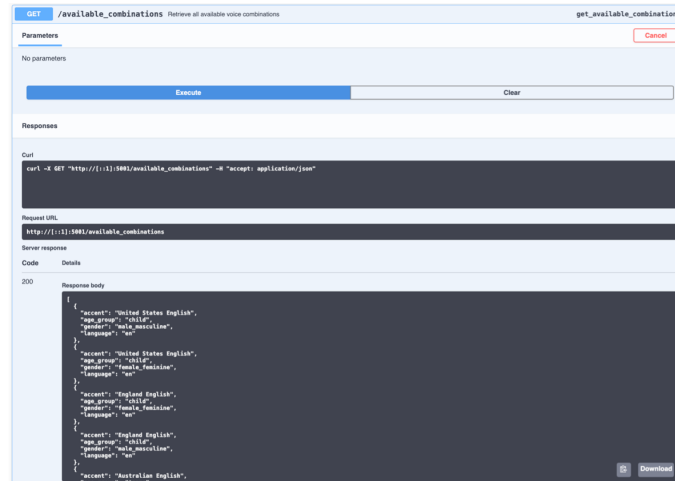 GET /available_combinations Retrieve all available voice combinations get_available_combination
Parameters Cancel
No parameters
Execute Clear
Responses
Curl
curl -X GET "http://[::1]:5001/available_combinations" -H "accept: application/json"
Request URL
http://[::1]:5001/available_combinations
Server response
Code Details
200
Response body
[
{
"accent": "United States English",
"age_group": "child",
"gender": "male_masculine",
"language": "en"
},
{
"accent": "United States English",
"age_group": "child",
"gender": "female_feminine",
"language": "en"
},
{
"accent": "England English",
"age_group": "child",
"gender": "female_feminine",
"language": "en"
},
{
"accent": "England English",
"age_group": "child",
"gender": "male_masculine",
"language": "en"
},
{
"accent": "Australian English",
Download